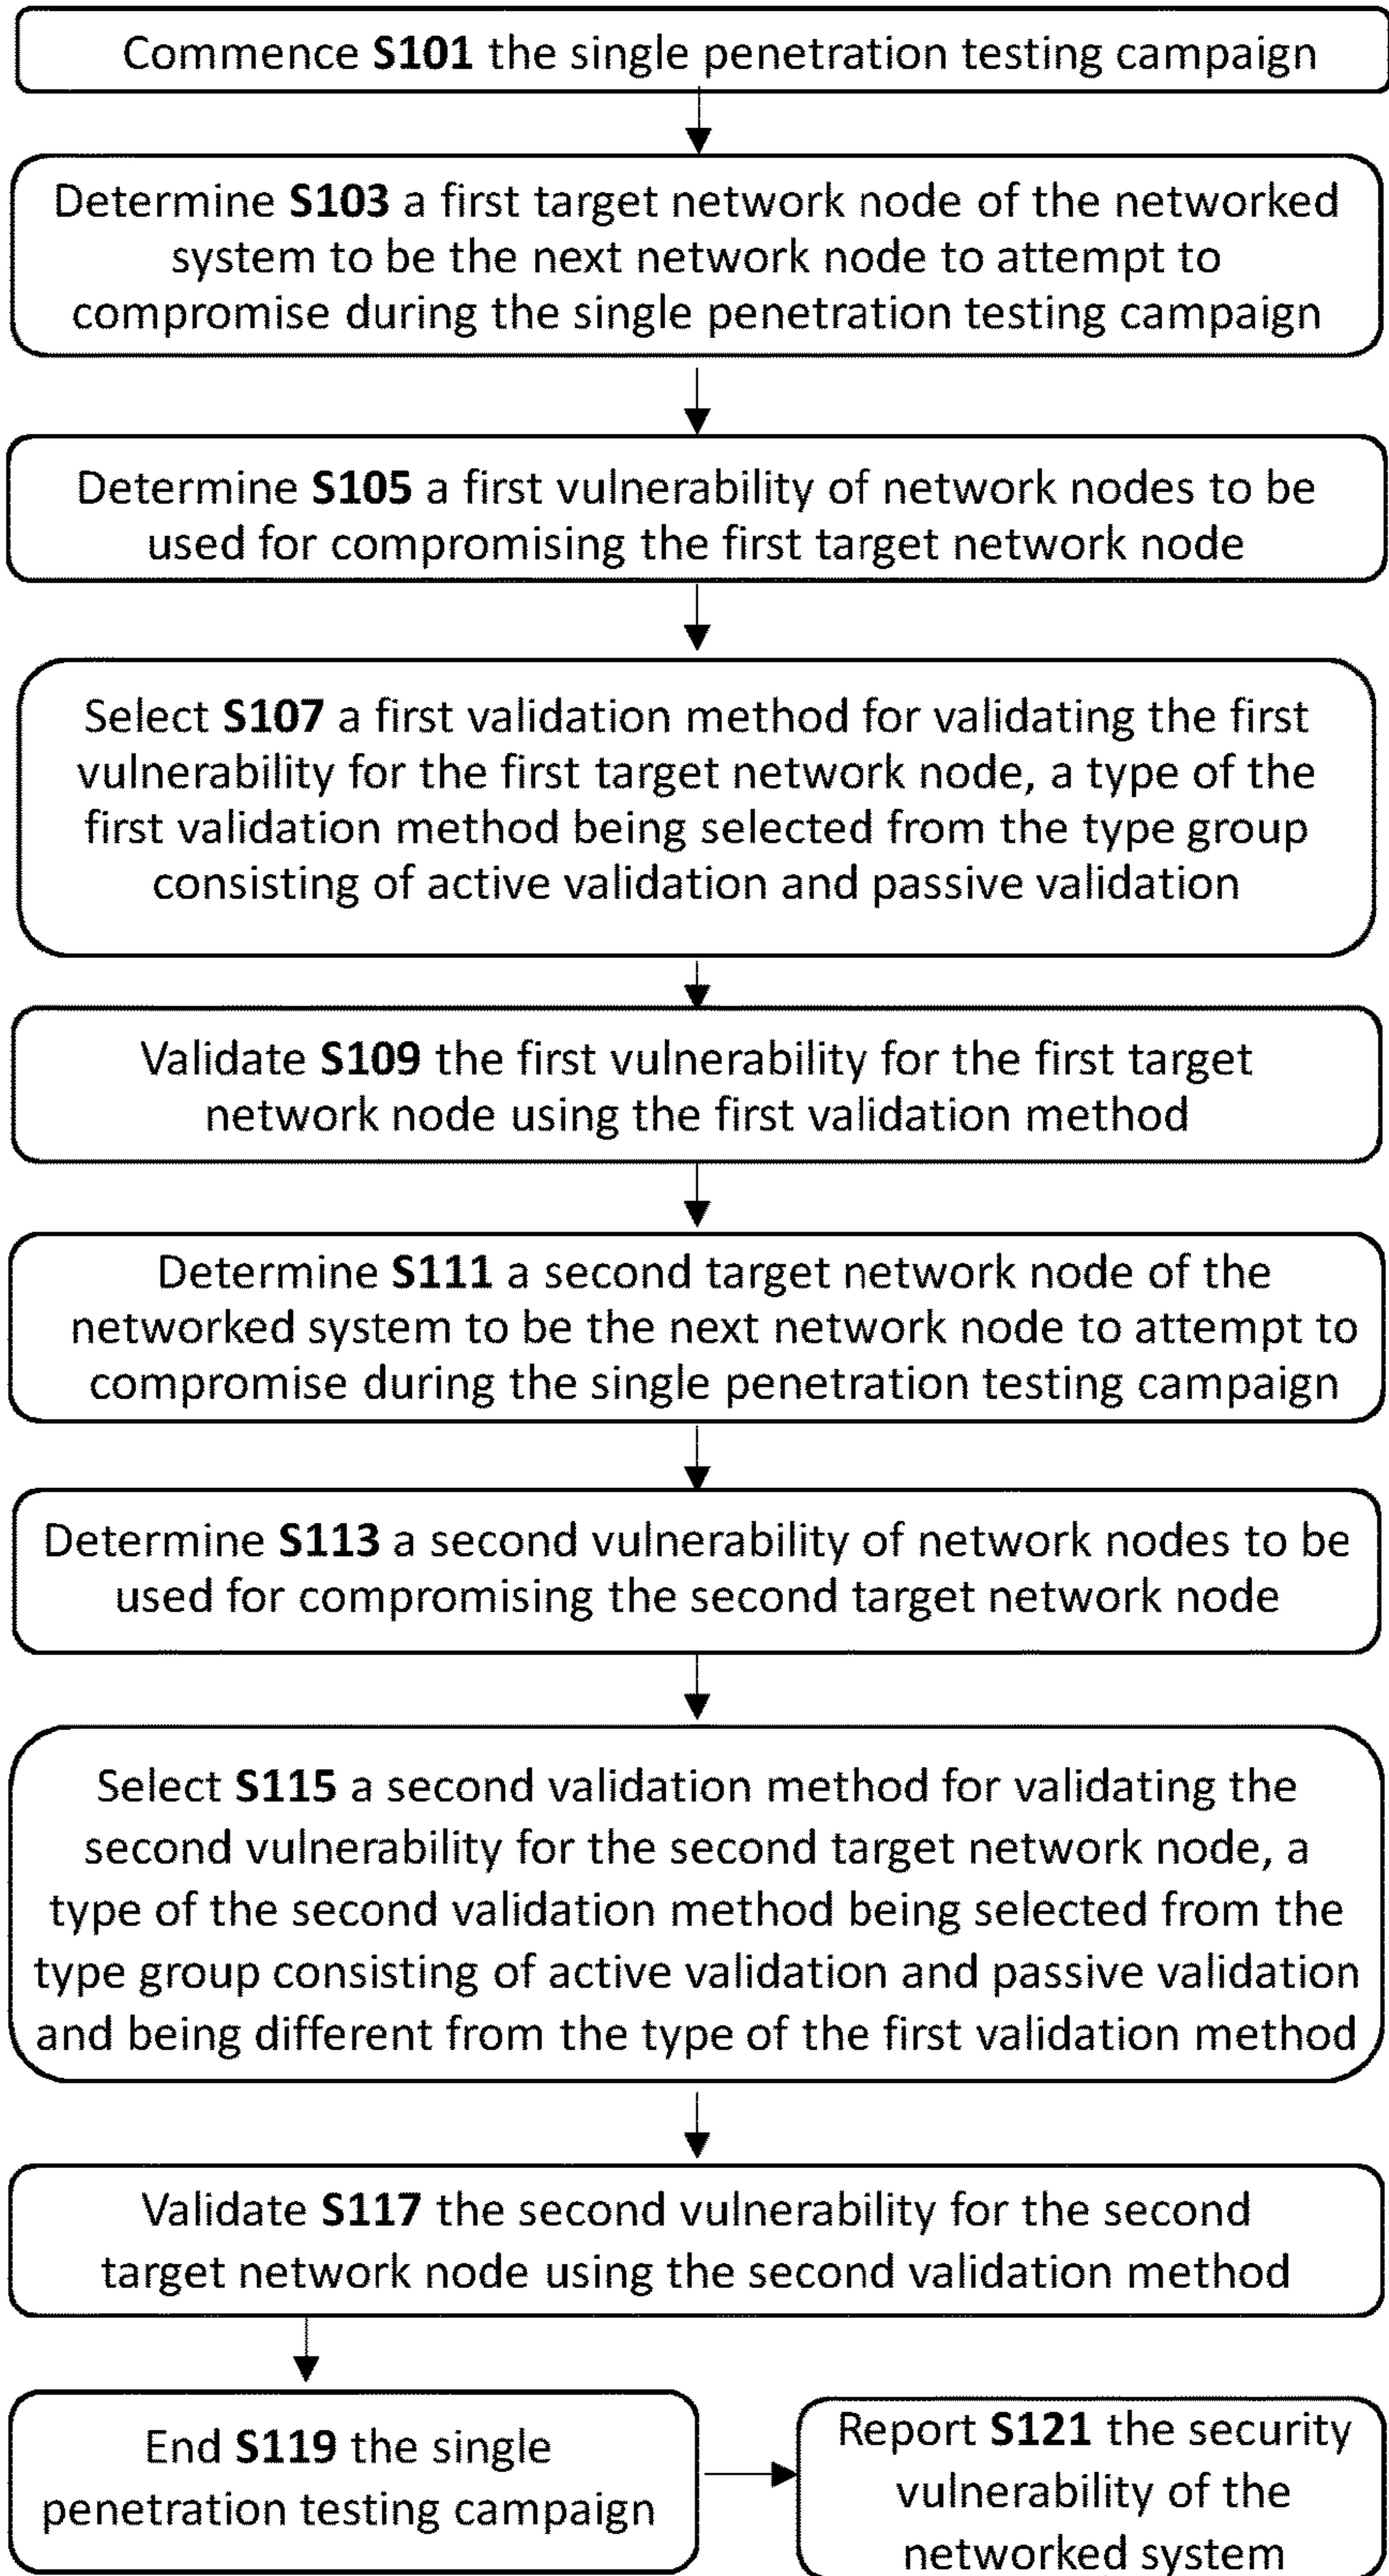 Commence S101 the single penetration testing campaign
Determine S103 a first target network node of the networked
system to be the next network node to attempt to
compromise during the single penetration testing campaign
Determine S105 a first vulnerability of network nodes to be
used for compromising the first target network node
Select S107 a first validation method for validating the first
vulnerability for the first target network node, a type of the
first validation method being selected from the type group
consisting of active validation and passive validation
Validate S109 the first vulnerability for the first target
network node using the first validation method
Determine S111 a second target network node of the
networked system to be the next network node to attempt to
compromise during the single penetration testing campaign
Determine S113 a second vulnerability of network nodes to be
used for compromising the second target network node
Select S115 a second validation method for validating the
second vulnerability for the second target network node, a
type of the second validation method being selected from the
type group consisting of active validation and passive validation
and being different from the type of the first validation method
Validate S117 the second vulnerability for the second
target network node using the second validation method
End S119 the single
penetration testing campaign
Report S121 the security
vulnerability of the
networked system